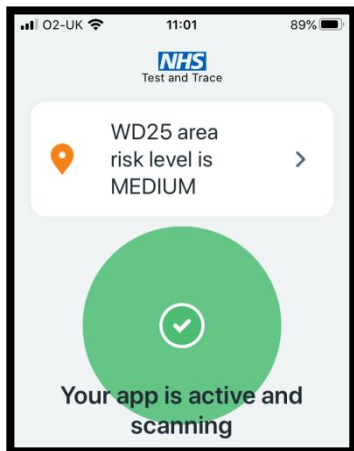 O2-UK 11:01 89%
NHS
Test and Trace
WD25 area
risk level is
MEDIUM
Your app is active and
scanning